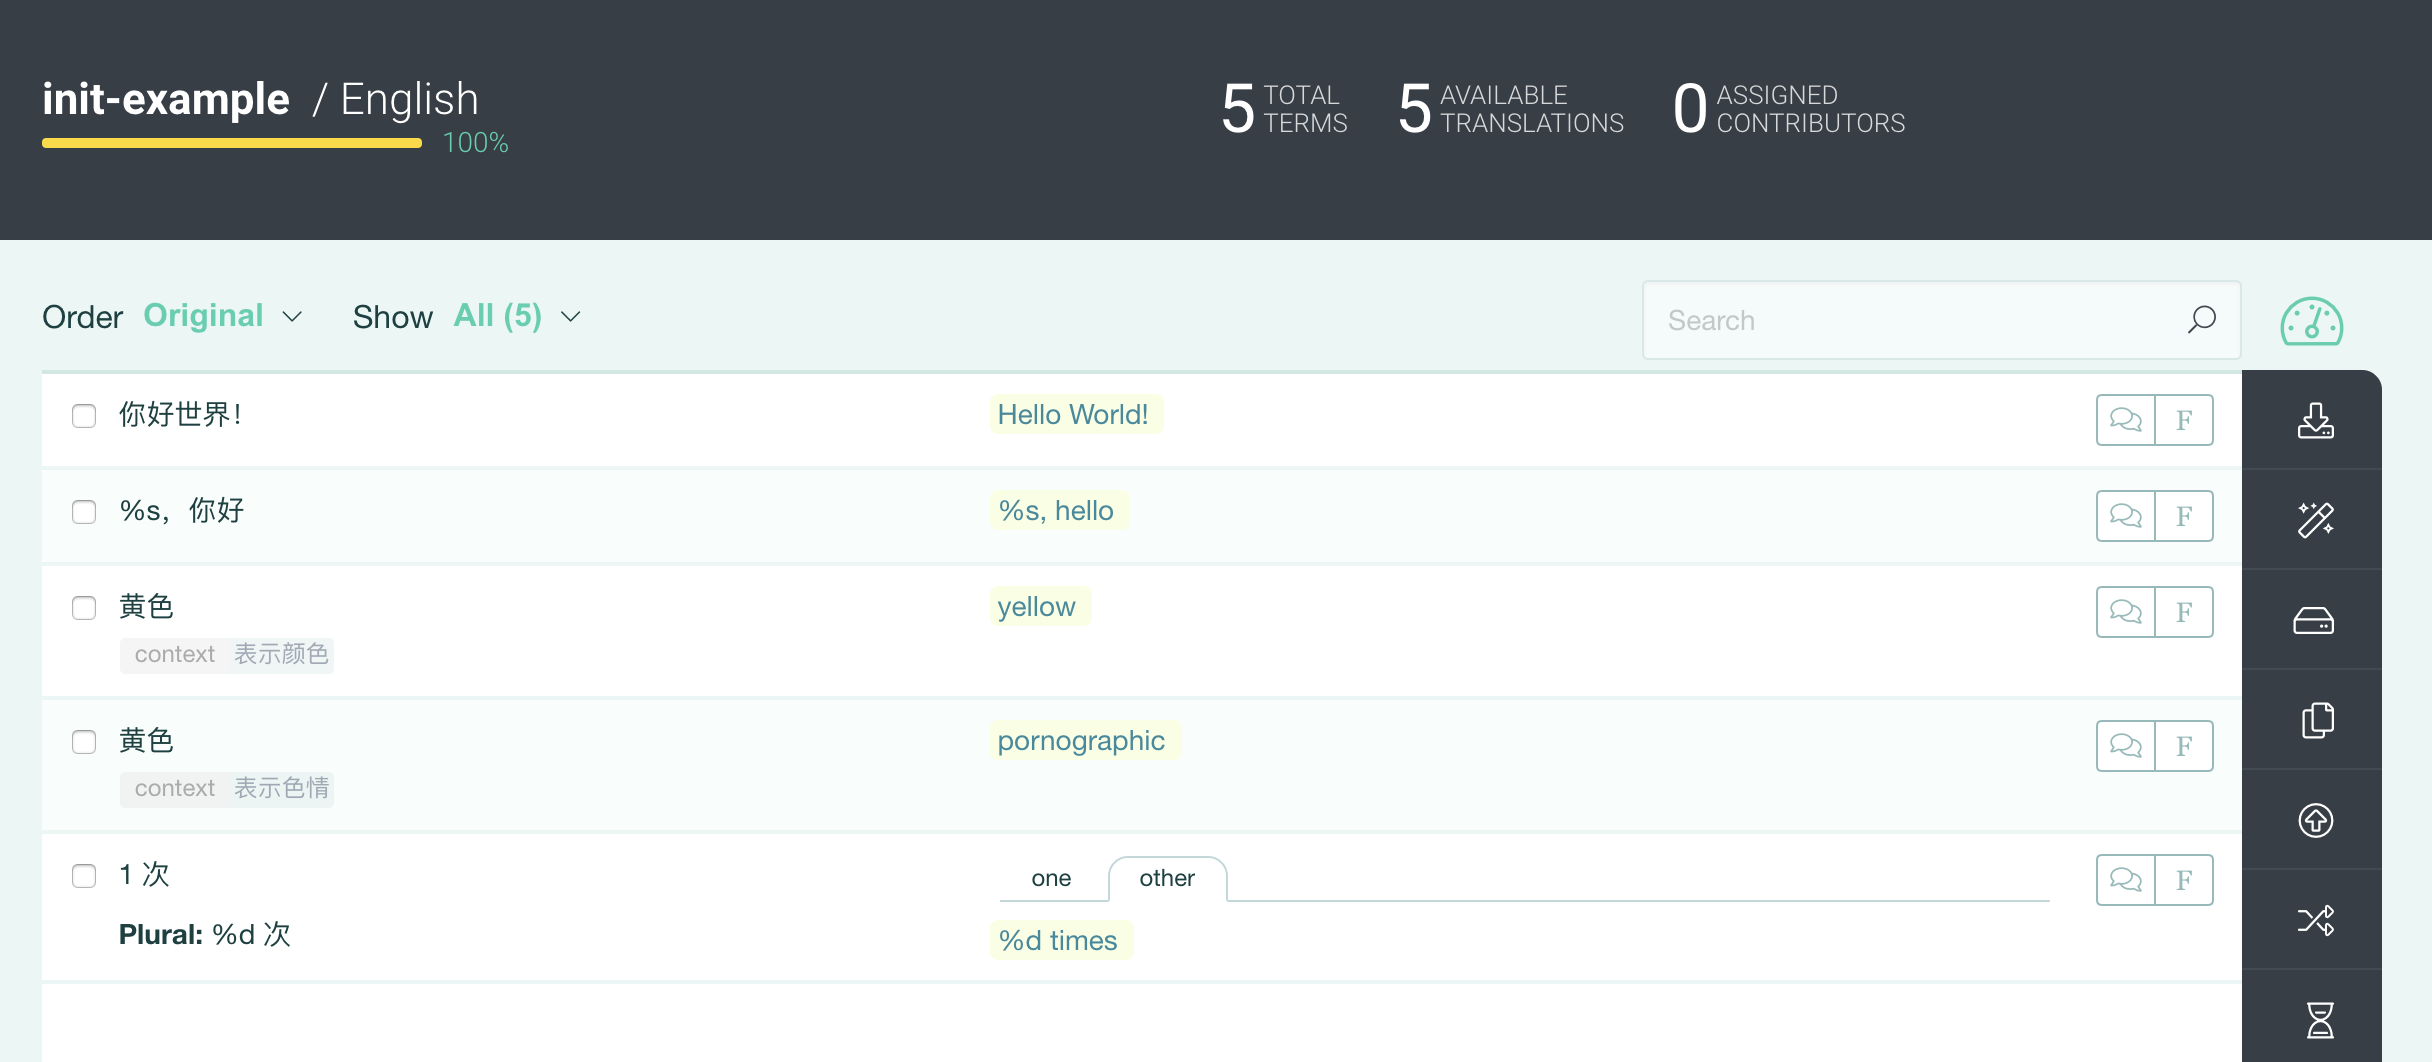 init-example / English
100%
5 TOTAL TERMS
5 AVAILABLE TRANSLATIONS
0 ASSIGNED CONTRIBUTORS
Order Original Show All (5)
Search
你好世界！ Hello World! F
%s，你好 %s, hello F
黄色 yellow F
context 表示颜色
黄色 pornographic F
context 表示色情
1 次 one other F
Plural: %d 次 %d times